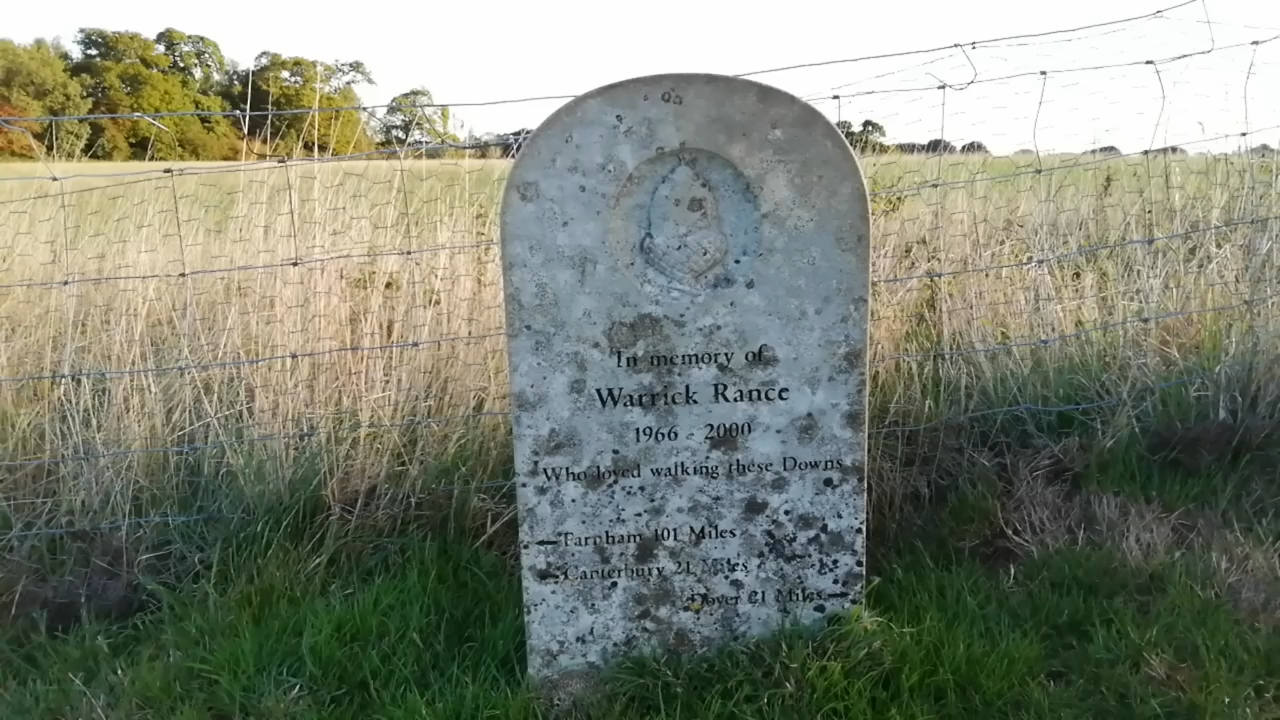 In memory of
Warrick Rance
1966 - 2000
Who loved walking these Downs
← Farnham 101 Miles
← Canterbury 21 Miles
Dover 21 Miles →